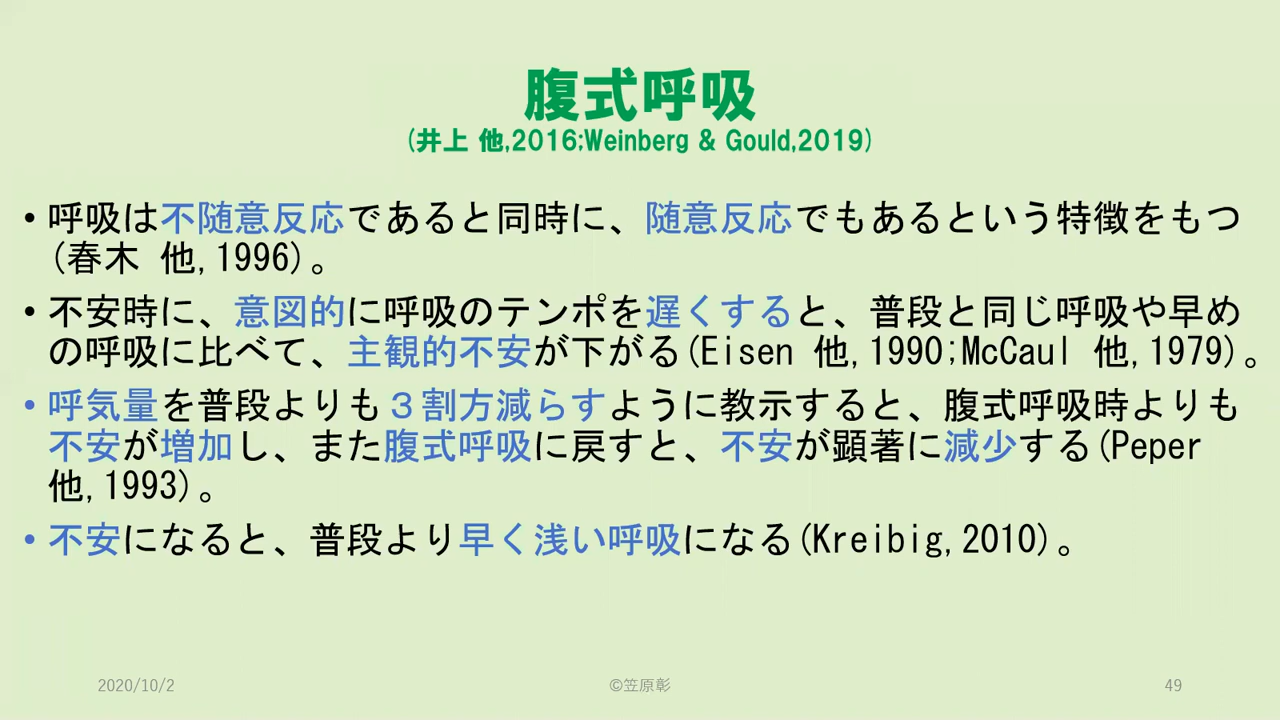 腹式呼吸
(井上 他,2016;Weinberg & Gould,2019)
• 呼吸は不随意反応であると同時に、随意反応でもあるという特徴をもつ
(春木 他,1996)。
• 不安時に、意図的に呼吸のテンポを遅くすると、普段と同じ呼吸や早め
の呼吸に比べて、主観的不安が下がる(Eisen 他,1990;McCaul 他,1979)。
• 呼気量を普段よりも３割方減らすように教示すると、腹式呼吸時よりも
不安が増加し、また腹式呼吸に戻すと、不安が顕著に減少する(Peper
他,1993)。
• 不安になると、普段より早く浅い呼吸になる(Kreibig,2010)。
2020/10/2
©笠原彰
49